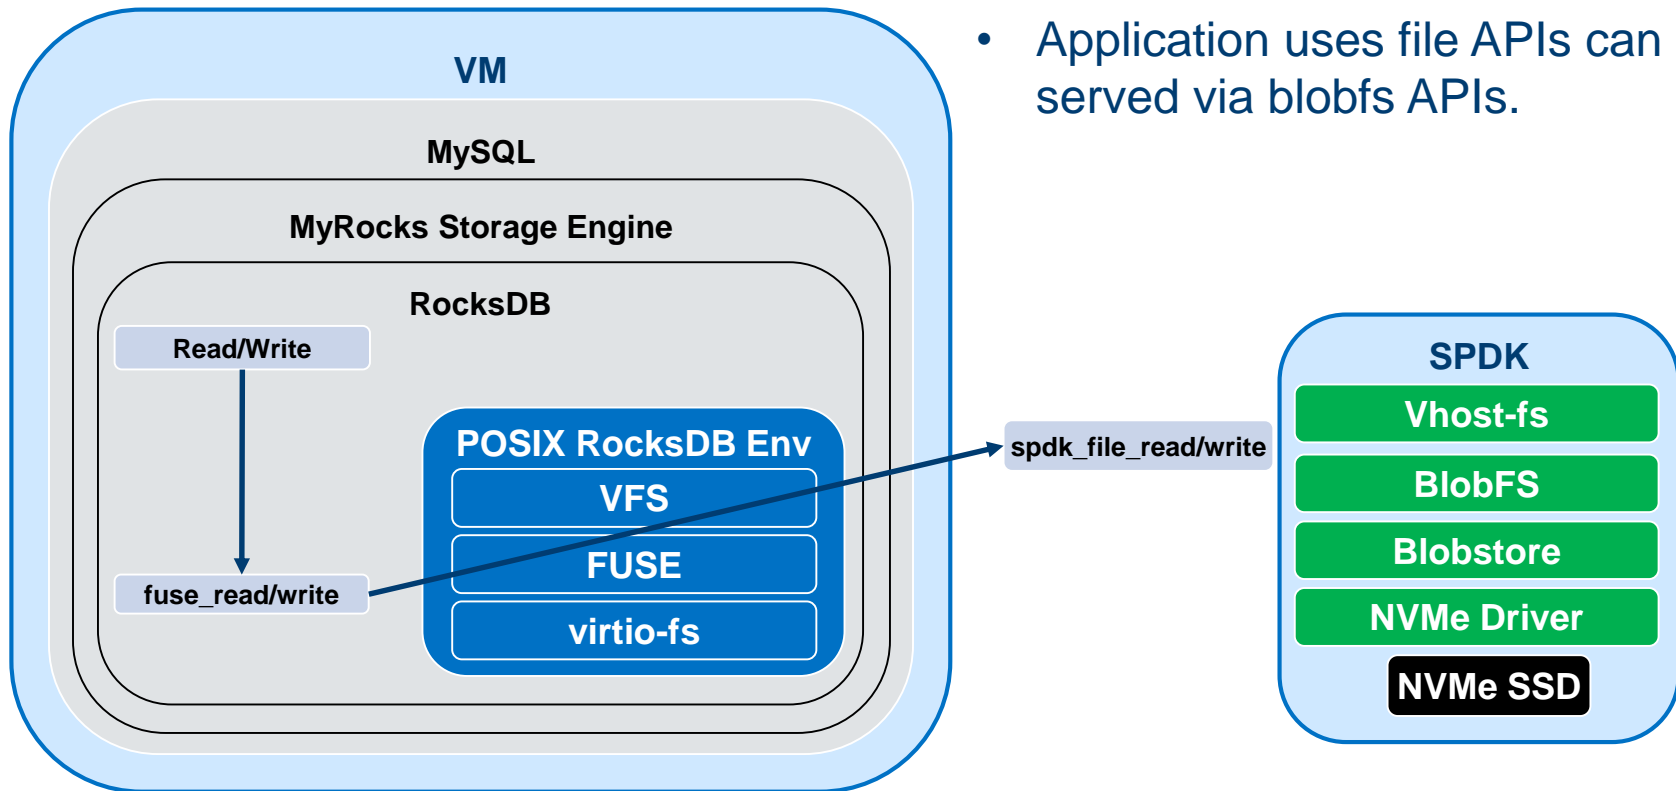 • Application uses file APIs can
served via blobfs APIs.
VM
MySQL
MyRocks Storage Engine
RocksDB
Read/Write
fuse_read/write
POSIX RocksDB Env
VFS
FUSE
virtio-fs
spdk_file_read/write
SPDK
Vhost-fs
BlobFS
Blobstore
NVMe Driver
NVMe SSD